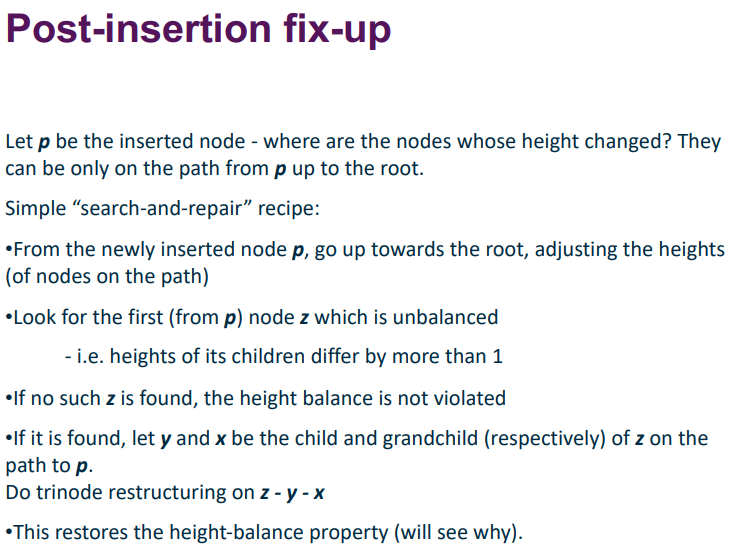 Post-insertion fix-up
Let p be the inserted node - where are the nodes whose height changed? They
can be only on the path from p up to the root.
Simple “search-and-repair” recipe:
•From the newly inserted node p, go up towards the root, adjusting the heights
(of nodes on the path)
•Look for the first (from p) node z which is unbalanced
- i.e. heights of its children differ by more than 1
•If no such z is found, the height balance is not violated
•If it is found, let y and x be the child and grandchild (respectively) of z on the
path to p.
Do trinode restructuring on z - y - x
•This restores the height-balance property (will see why).